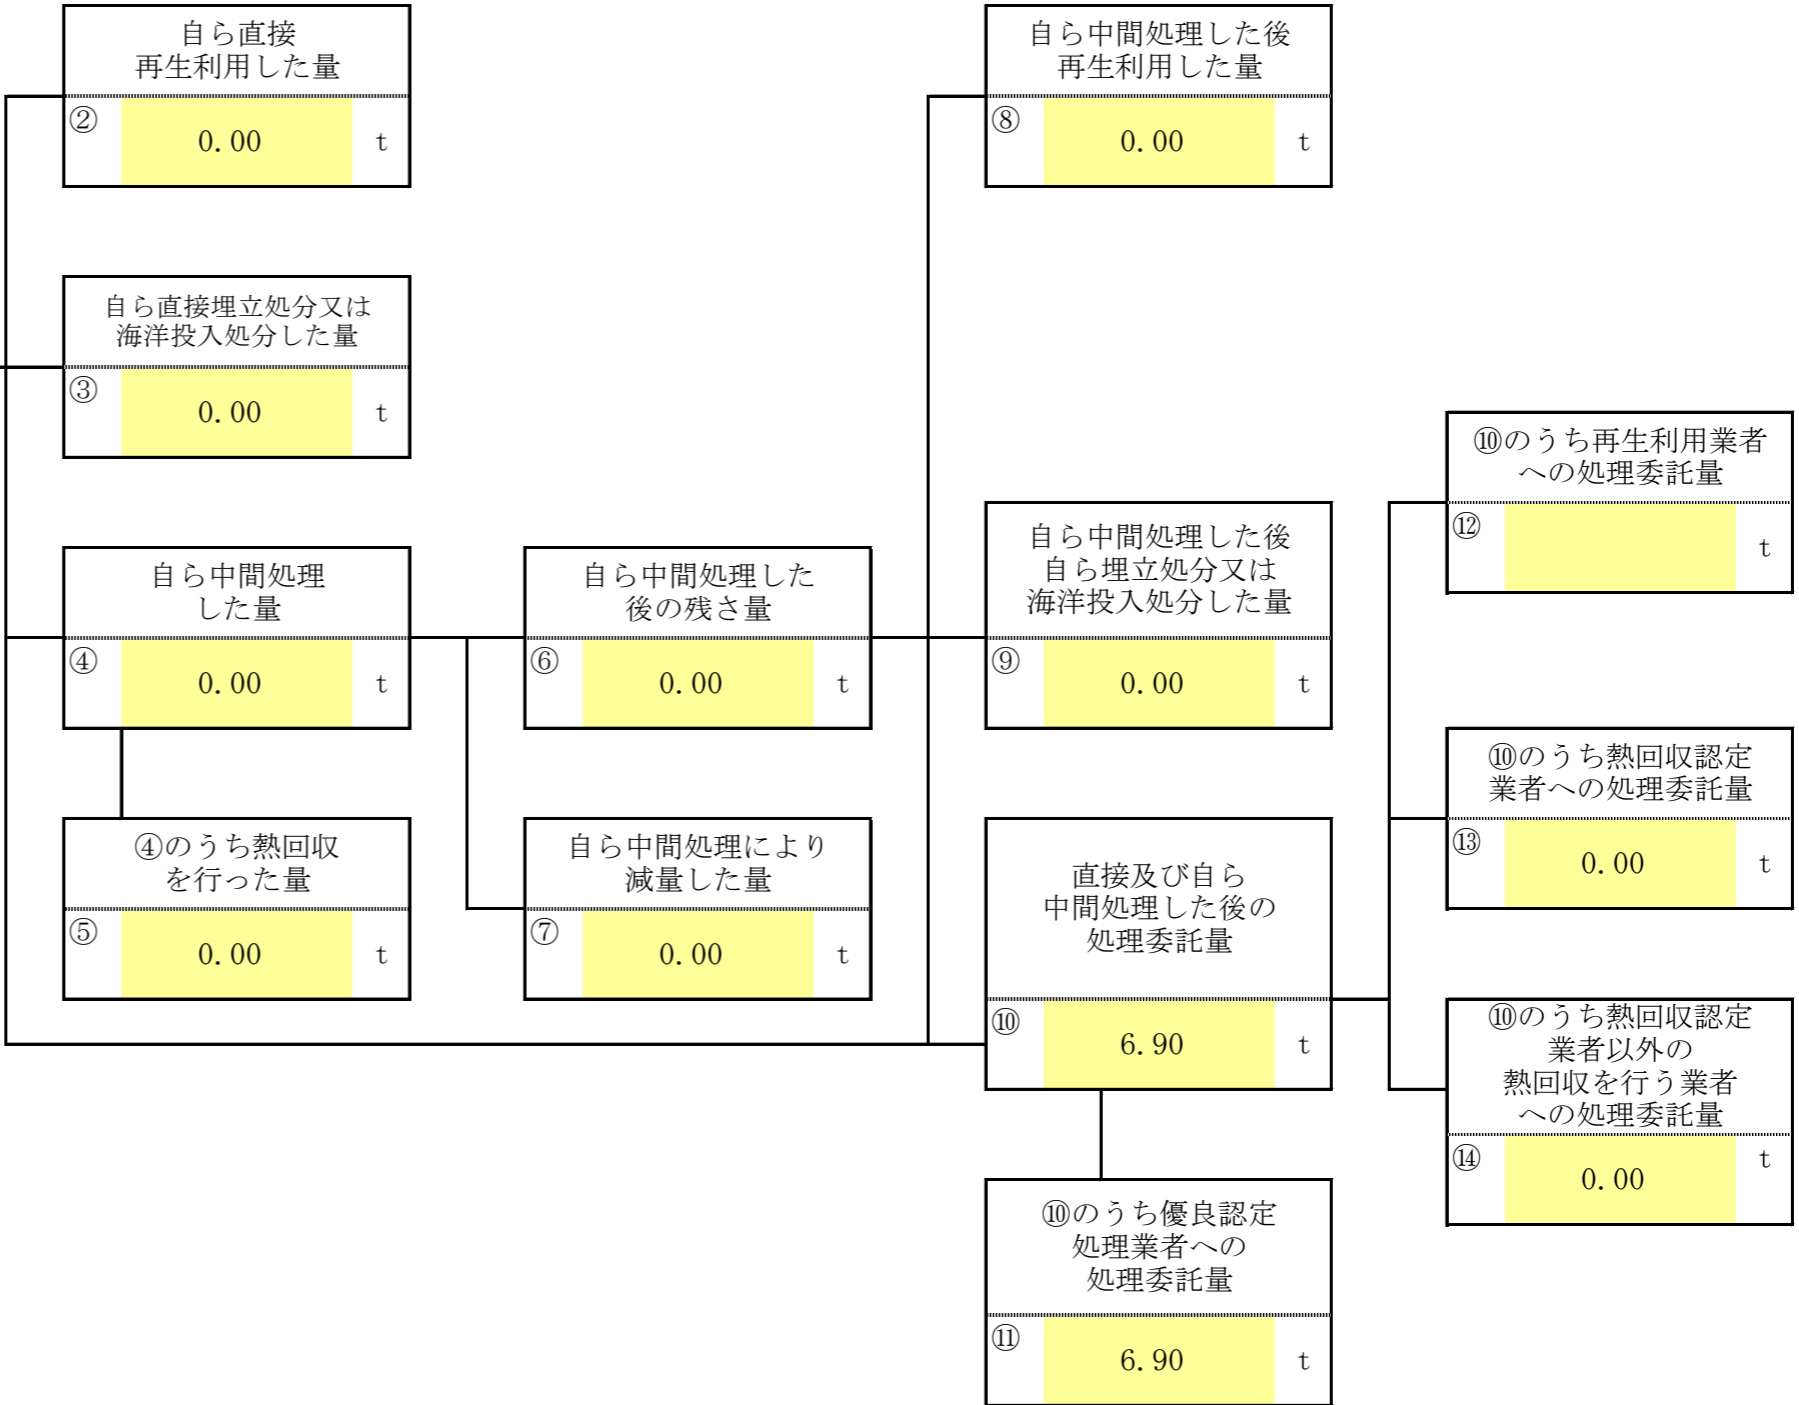 自ら直接
再生利用した量
② 0.00 t
自ら中間処理した後
再生利用した量
⑧ 0.00 t
自ら直接埋立処分又は
海洋投入処分した量
③ 0.00 t
⑩のうち再生利用業者
への処理委託量
⑫ t
自ら中間処理した後
自ら埋立処分又は
海洋投入処分した量
⑨ 0.00 t
自ら中間処理
した量
④ 0.00 t
自ら中間処理した
後の残さ量
⑥ 0.00 t
⑩のうち熱回収認定
業者への処理委託量
⑬ 0.00 t
④のうち熱回収
を行った量
⑤ 0.00 t
自ら中間処理により
減量した量
⑦ 0.00 t
直接及び自ら
中間処理した後の
処理委託量
⑩ 6.90 t
⑩のうち熱回収認定
業者以外の
熱回収を行う業者
への処理委託量
⑭ 0.00 t
⑩のうち優良認定
処理業者への
処理委託量
⑪ 6.90 t